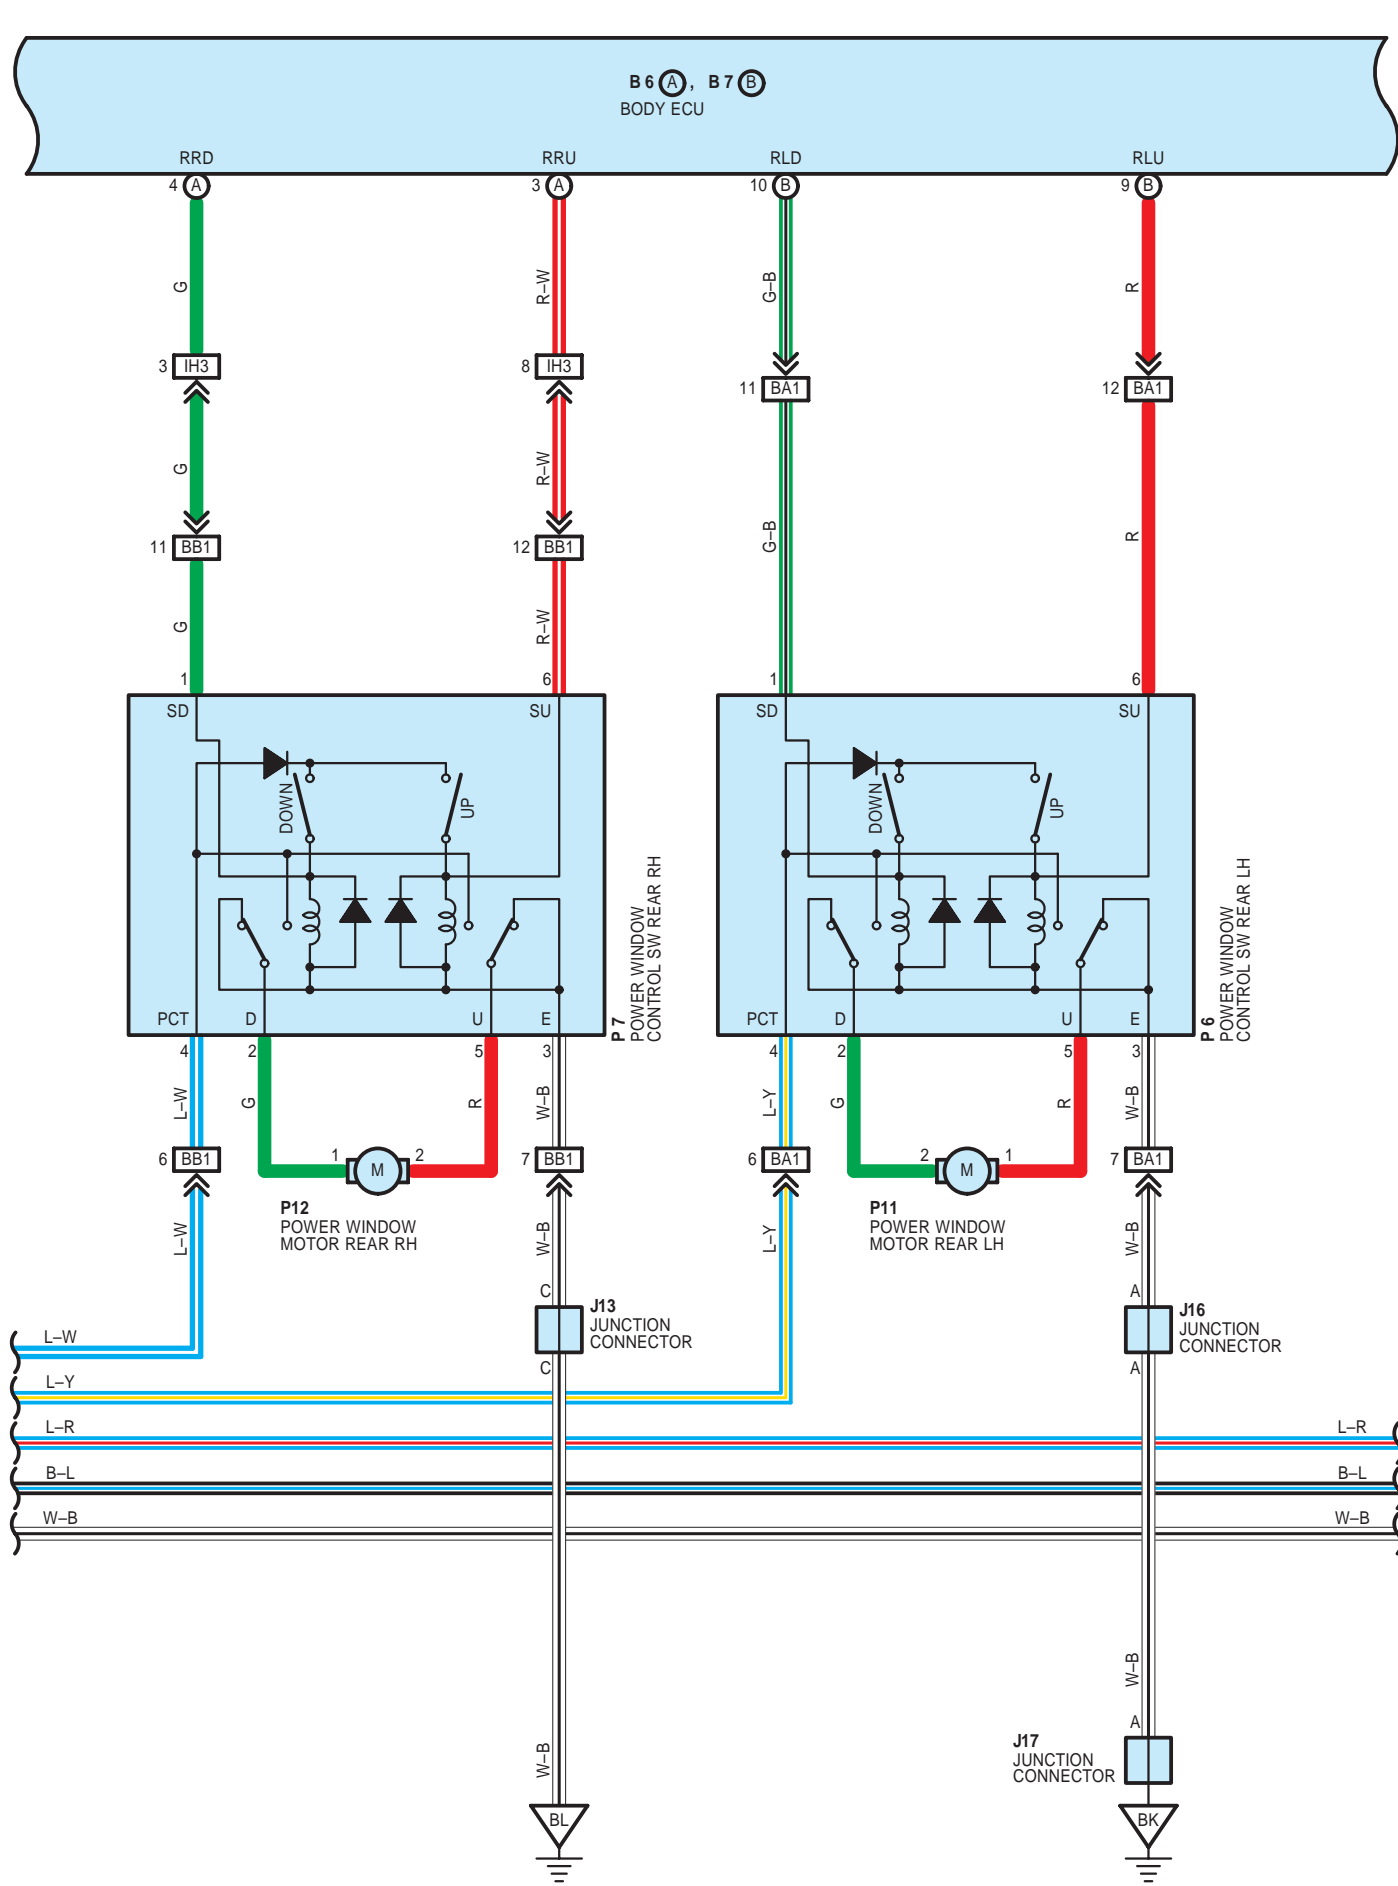 B 6 A , B 7 B
BODY ECU
RRD RRU RLD RLU
4 A 3 A 10 B 9 B
G R–W G–B R
3 IH3 8 IH3
11 BA1 12 BA1
G R–W
G–B R
11 BB1 12 BB1
G R–W
1 6 1 6
SD SU SD SU
DOWN UP DOWN UP
P 7
POWER WINDOW
CONTROL SW REAR RH
P 6
POWER WINDOW
CONTROL SW REAR LH
PCT D U E PCT D U E
4 2 5 3 4 2 5 3
L–W G R W–B L–Y G R W–B
6 BB1 1 M 2 7 BB1 6 BA1 2 M 1 7 BA1
P12
POWER WINDOW
MOTOR REAR RH
P11
POWER WINDOW
MOTOR REAR LH
L–W W–B L–Y W–B
C A
J13
JUNCTION
CONNECTOR
J16
JUNCTION
CONNECTOR
C A
L–W
L–Y
L–R L–R
B–L B–L
W–B W–B
W–B
A
J17
JUNCTION
CONNECTOR
W–B
BL BK